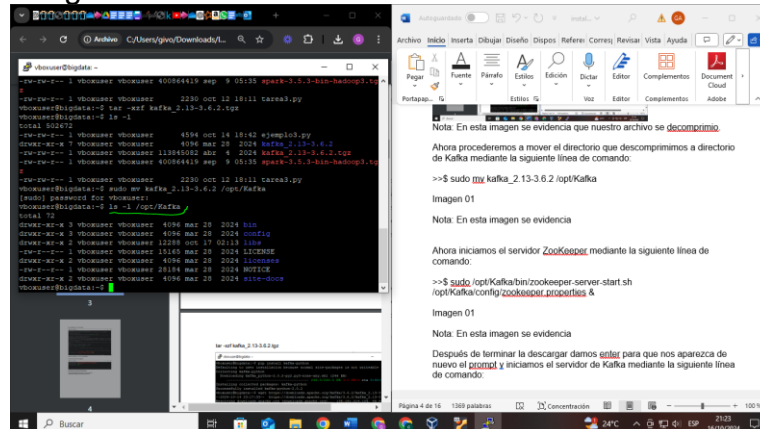 Archivo C:/Users/givo/Downloads/I...
vboxuser@bigdata: ~
-rw-rw-r-- 1 vboxuser vboxuser 400864419 sep 9 05:35 spark-3.5.3-bin-hadoop3.tg
z
-rw-rw-r-- 1 vboxuser vboxuser 2230 oct 12 18:11 tarea3.py
vboxuser@bigdata:~$ tar -xzf kafka_2.13-3.6.2.tgz
vboxuser@bigdata:~$ ls -l
total 502672
-rw-rw-r-- 1 vboxuser vboxuser 4594 oct 14 18:42 ejemplo3.py
drwxr-xr-x 7 vboxuser vboxuser 4096 mar 28 2024 kafka_2.13-3.6.2
-rw-rw-r-- 1 vboxuser vboxuser 113845082 abr 4 2024 kafka_2.13-3.6.2.tgz
-rw-rw-r-- 1 vboxuser vboxuser 400864419 sep 9 05:35 spark-3.5.3-bin-hadoop3.tg
z
-rw-rw-r-- 1 vboxuser vboxuser 2230 oct 12 18:11 tarea3.py
vboxuser@bigdata:~$ sudo mv kafka_2.13-3.6.2 /opt/Kafka
[sudo] password for vboxuser:
vboxuser@bigdata:~$ ls -l /opt/Kafka
total 72
drwxr-xr-x 3 vboxuser vboxuser 4096 mar 28 2024 bin
drwxr-xr-x 3 vboxuser vboxuser 4096 mar 28 2024 config
drwxr-xr-x 2 vboxuser vboxuser 12288 oct 17 02:13 libs
-rw-r--r-- 1 vboxuser vboxuser 15165 mar 28 2024 LICENSE
drwxr-xr-x 2 vboxuser vboxuser 4096 mar 28 2024 licenses
-rw-r--r-- 1 vboxuser vboxuser 28184 mar 28 2024 NOTICE
drwxr-xr-x 2 vboxuser vboxuser 4096 mar 28 2024 site-docs
vboxuser@bigdata:~$
3
tar -xzf kafka_2.13-3.6.2.tgz
4
Autoguardado
instal...
GA
Archivo Inicio Inserta Dibujar Diseño Dispos Referer Corresp Revisar Vista Ayuda
Pegar Fuente Párrafo Estilos Edición Dictar Editor Complementos Document
Cloud
Portapap... Estilos Voz Editor Complementos Adobe
Nota: En esta imagen se evidencia que nuestro archivo se decomprimio.
Ahora procederemos a mover el directorio que descomprimimos a directorio
de Kafka mediante la siguiente línea de comando:
>>$ sudo mv kafka_2.13-3.6.2 /opt/Kafka
Imagen 01
Nota: En esta imagen se evidencia
Ahora iniciamos el servidor ZooKeeper mediante la siguiente línea de
comando:
>>$ sudo /opt/Kafka/bin/zookeeper-server-start.sh
/opt/Kafka/config/zookeeper.properties &
Imagen 01
Nota: En esta imagen se evidencia
Después de terminar la descargar damos enter para que nos aparezca de
nuevo el prompt y iniciamos el servidor de Kafka mediante la siguiente línea
de comando:
Página 4 de 16 1369 palabras Concentración 100 %
Buscar 24°C ESP 21:23
16/10/2024